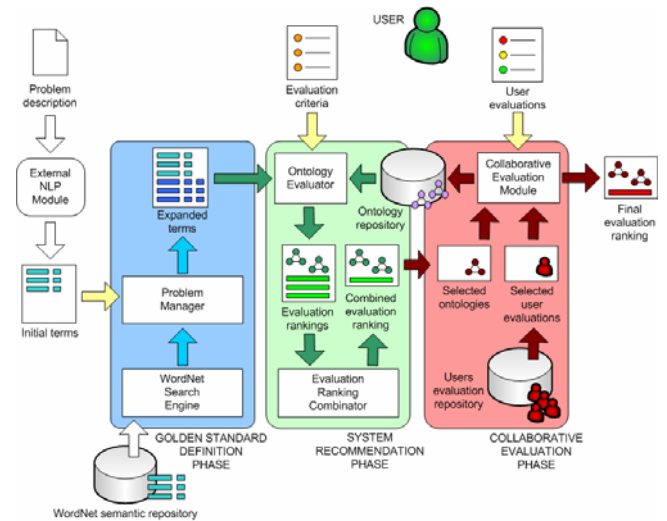 USER
Problem
description
Evaluation
criteria
User
evaluations
External
NLP
Module
Expanded
terms
Ontology
Evaluator
Ontology
repository
Collaborative
Evaluation
Module
Final
evaluation
ranking
Initial terms
Problem
Manager
Evaluation
rankings
Combined
evaluation
ranking
Selected
ontologies
Selected
user
evaluations
WordNet
Search
Engine
Evaluation
Ranking
Combinator
Users
evaluation
repository
GOLDEN STANDARD
DEFINITION
PHASE
SYSTEM
RECOMMENDATION
PHASE
COLLABORATIVE
EVALUATION
PHASE
WordNet semantic repository